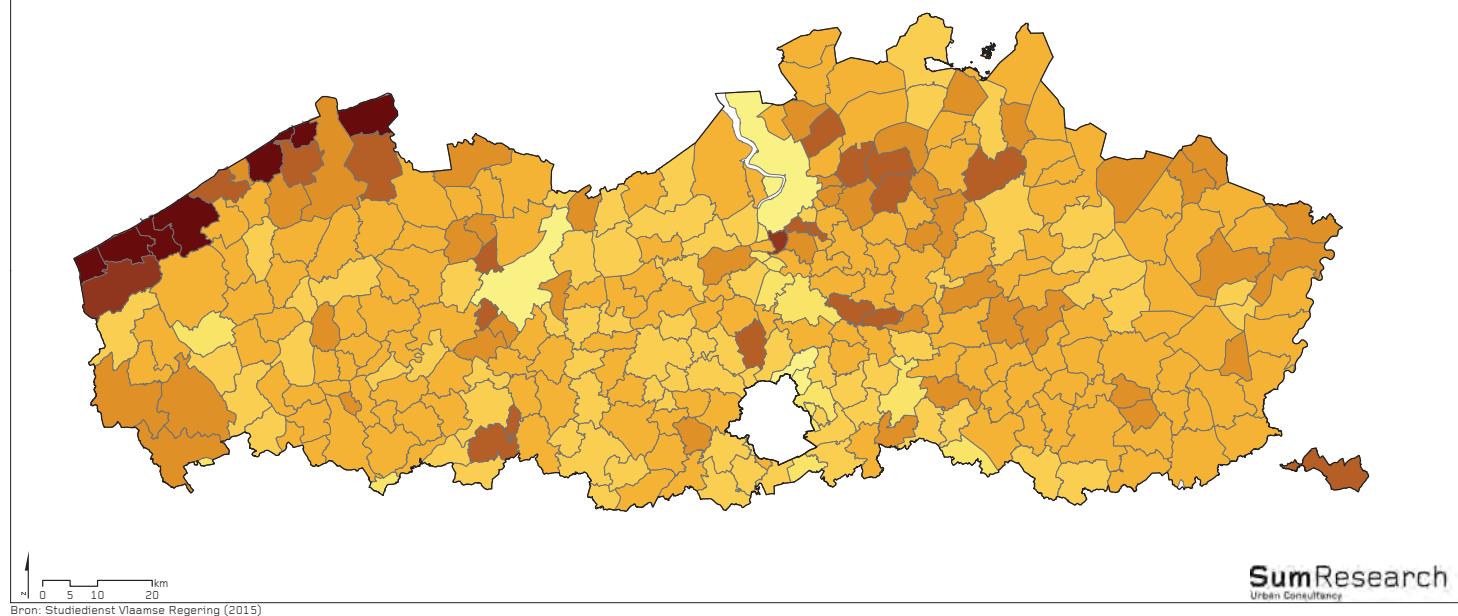 N
km
0 5 10 20
SumResearch
Urban Consultancy
Bron: Studiedienst Vlaamse Regering (2015)